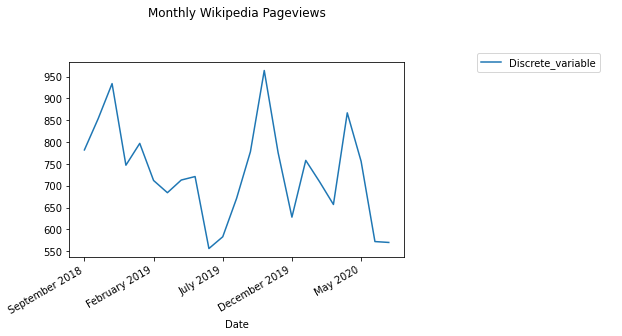 Monthly Wikipedia Pageviews
Discrete_variable
950
900
850
800
750
700
650
600
550
September 2018
February 2019
July 2019
December 2019
May 2020
Date